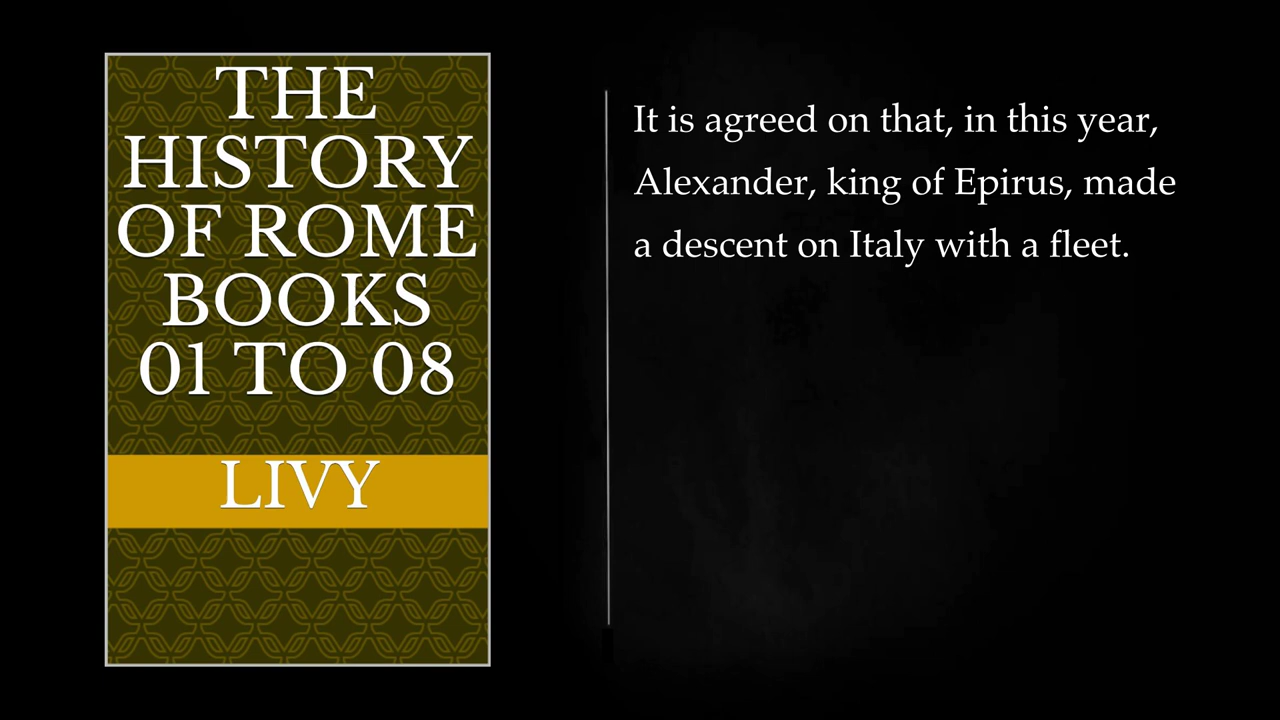 THE
HISTORY
OF ROME
BOOKS
01 TO 08
LIVY
It is agreed on that, in this year,
Alexander, king of Epirus, made
a descent on Italy with a fleet.